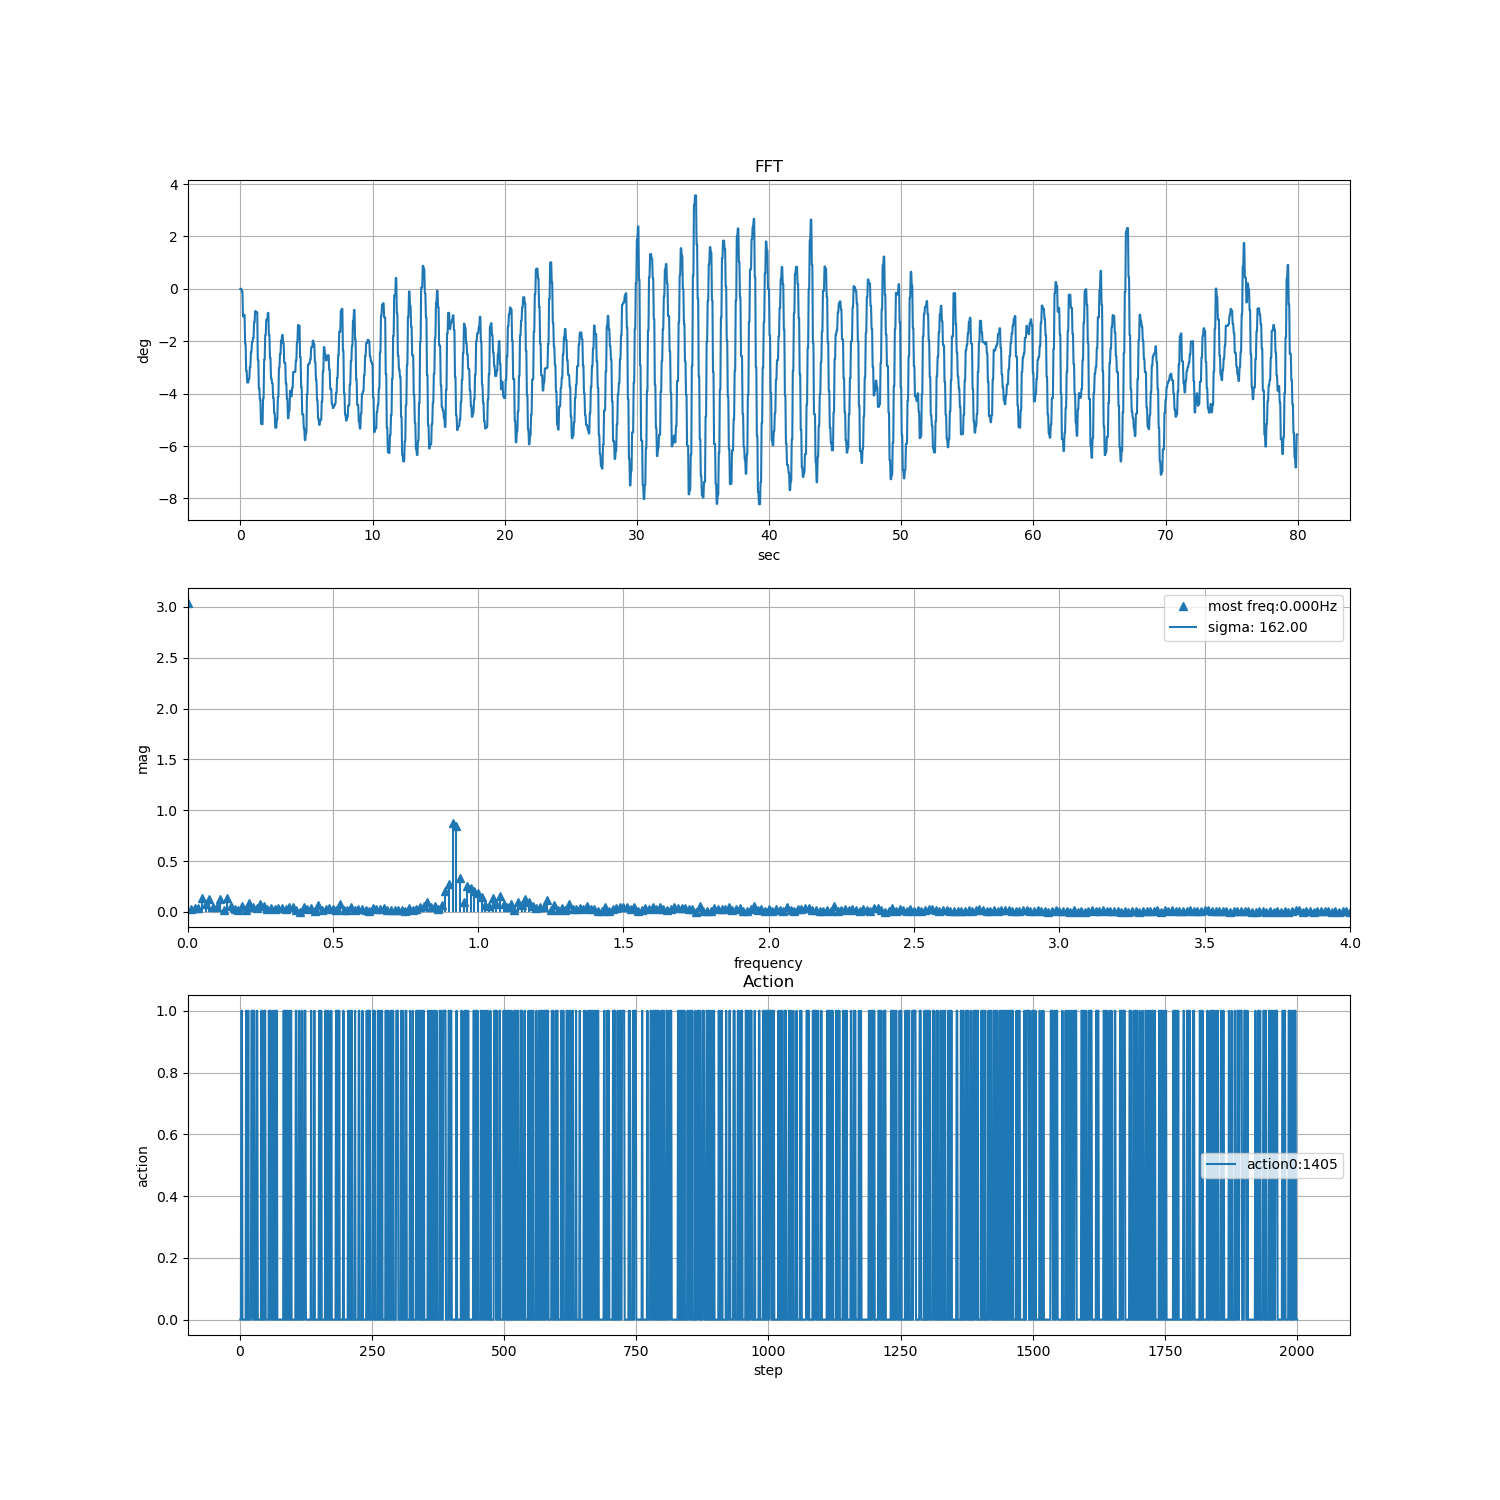 FFT
4
2
0
−2
−4
−6
−8
deg
0 10 20 30 40 50 60 70 80
sec
3.0
2.5
2.0
1.5
1.0
0.5
0.0
mag
most freq:0.000Hz
sigma: 162.00
0.0 0.5 1.0 1.5 2.0 2.5 3.0 3.5 4.0
frequency
Action
1.0
0.8
0.6
0.4
0.2
0.0
action
action0:1405
0 250 500 750 1000 1250 1500 1750 2000
step